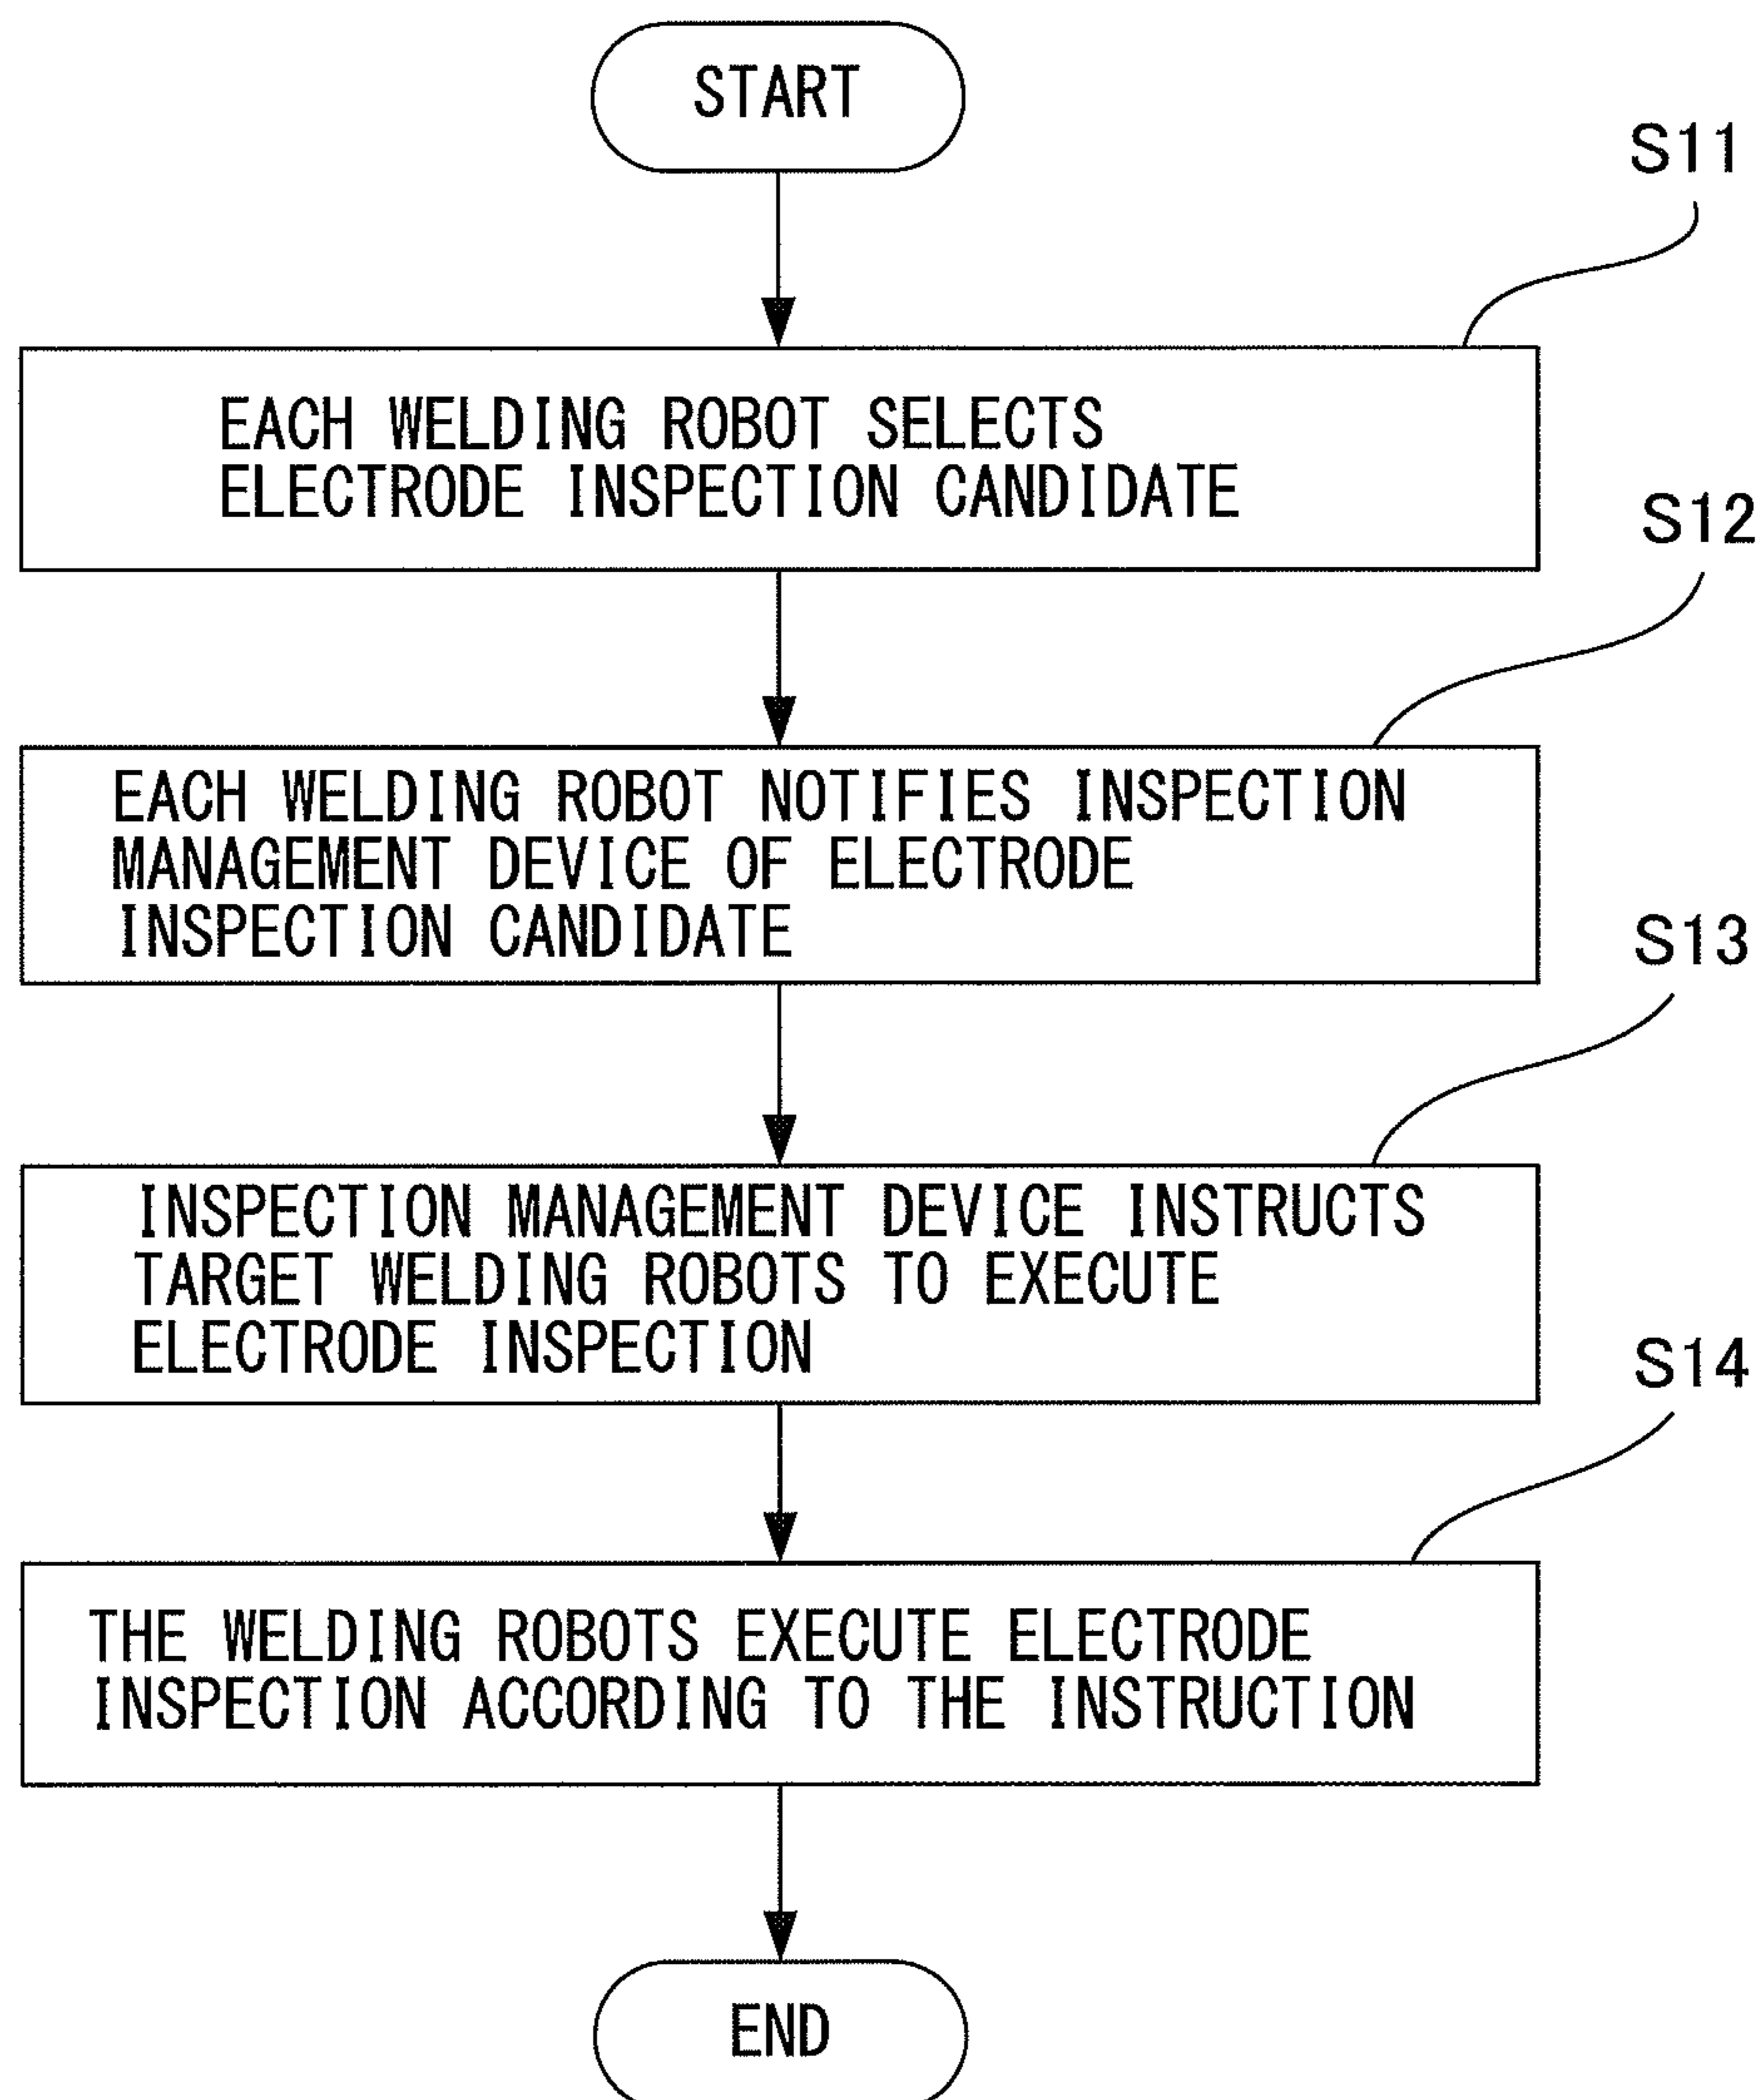 START
S11
EACH WELDING ROBOT SELECTS
ELECTRODE INSPECTION CANDIDATE
S12
EACH WELDING ROBOT NOTIFIES INSPECTION
MANAGEMENT DEVICE OF ELECTRODE
INSPECTION CANDIDATE
S13
INSPECTION MANAGEMENT DEVICE INSTRUCTS
TARGET WELDING ROBOTS TO EXECUTE
ELECTRODE INSPECTION
S14
THE WELDING ROBOTS EXECUTE ELECTRODE
INSPECTION ACCORDING TO THE INSTRUCTION
END